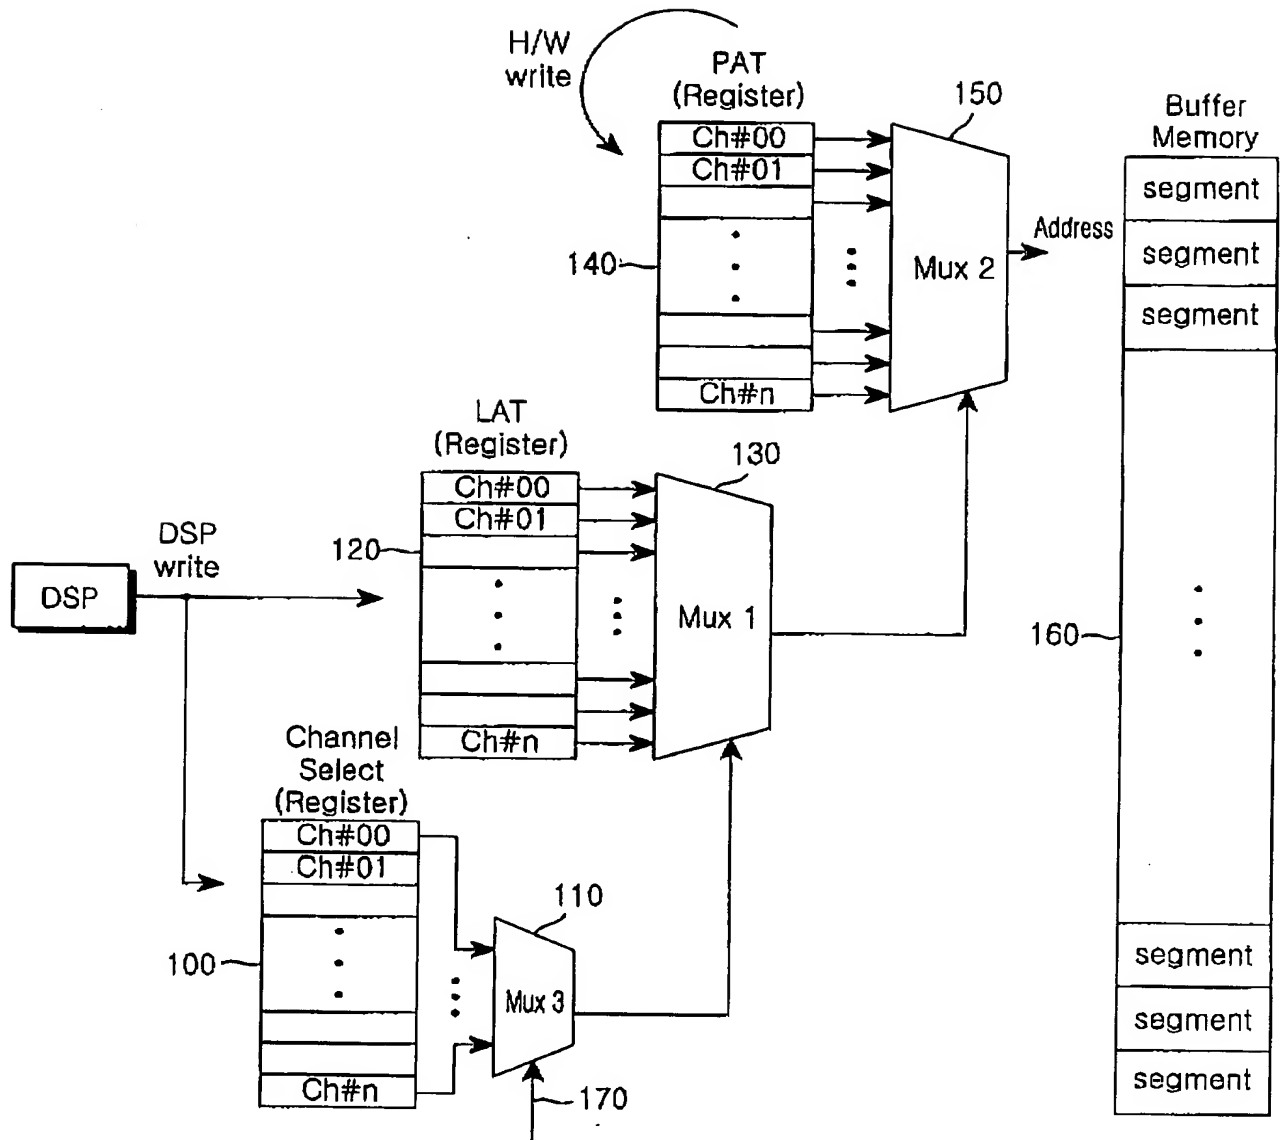 H/W
write
PAT
(Register)
Ch#00
Ch#01
Ch#n
140
150
Mux 2
Address
Buffer
Memory
segment
segment
segment
160
segment
segment
segment
LAT
(Register)
Ch#00
Ch#01
Ch#n
120
130
Mux 1
DSP
DSP
write
Channel
Select
(Register)
Ch#00
Ch#01
Ch#n
100
110
Mux 3
170